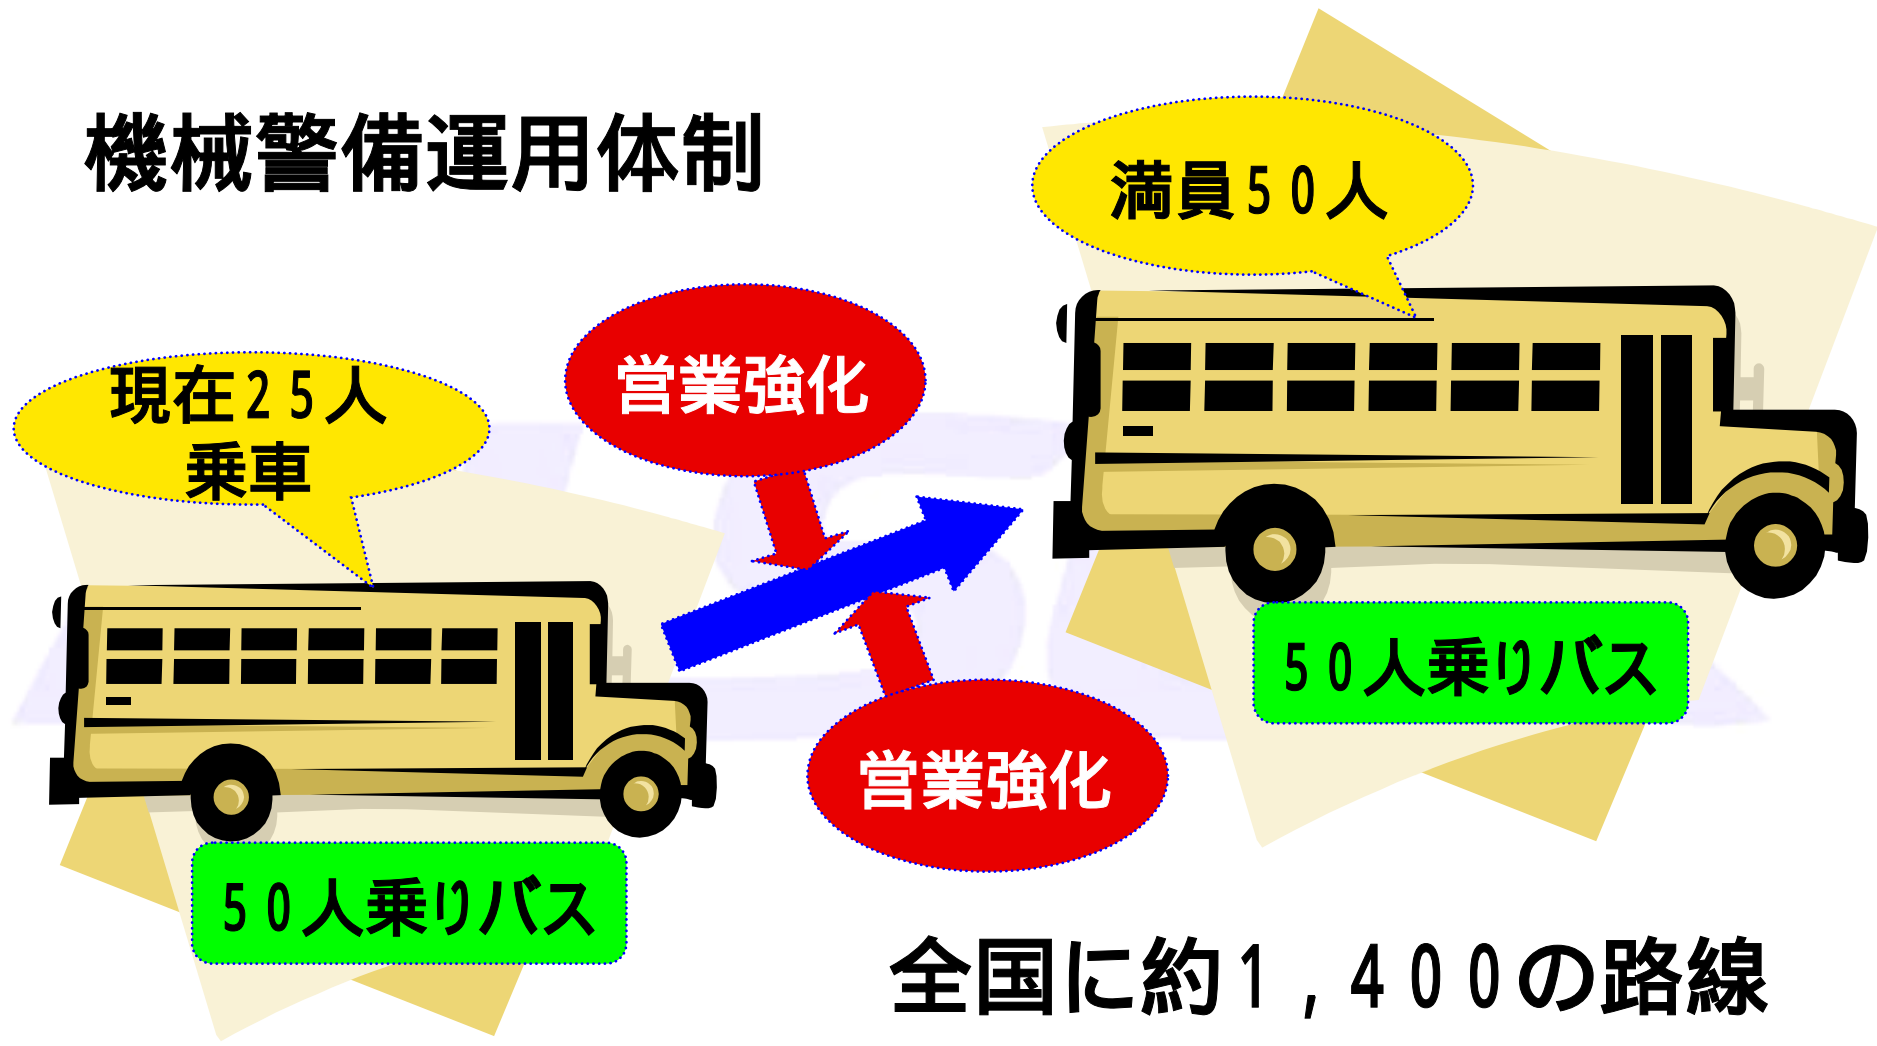 機械警備運用体制
満員５０人
営業強化
現在２５人
乗車
５０人乗りバス
営業強化
５０人乗りバス
全国に約１,４００の路線